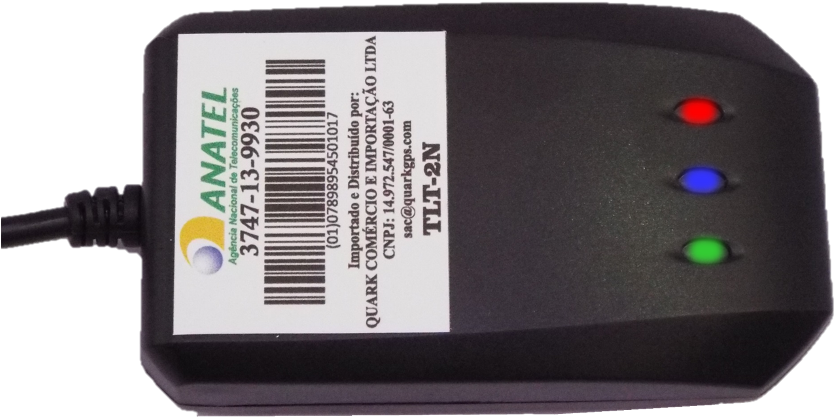 ANATEL
Agência Nacional de Telecomunicações
3747-13-9930
(01)07898954501017
Importado e Distribuído por:
QUARK COMÉRCIO E IMPORTAÇÃO LTDA
CNPJ: 14.972.547/0001-63
sac@quarkgps.com
TLT-2N